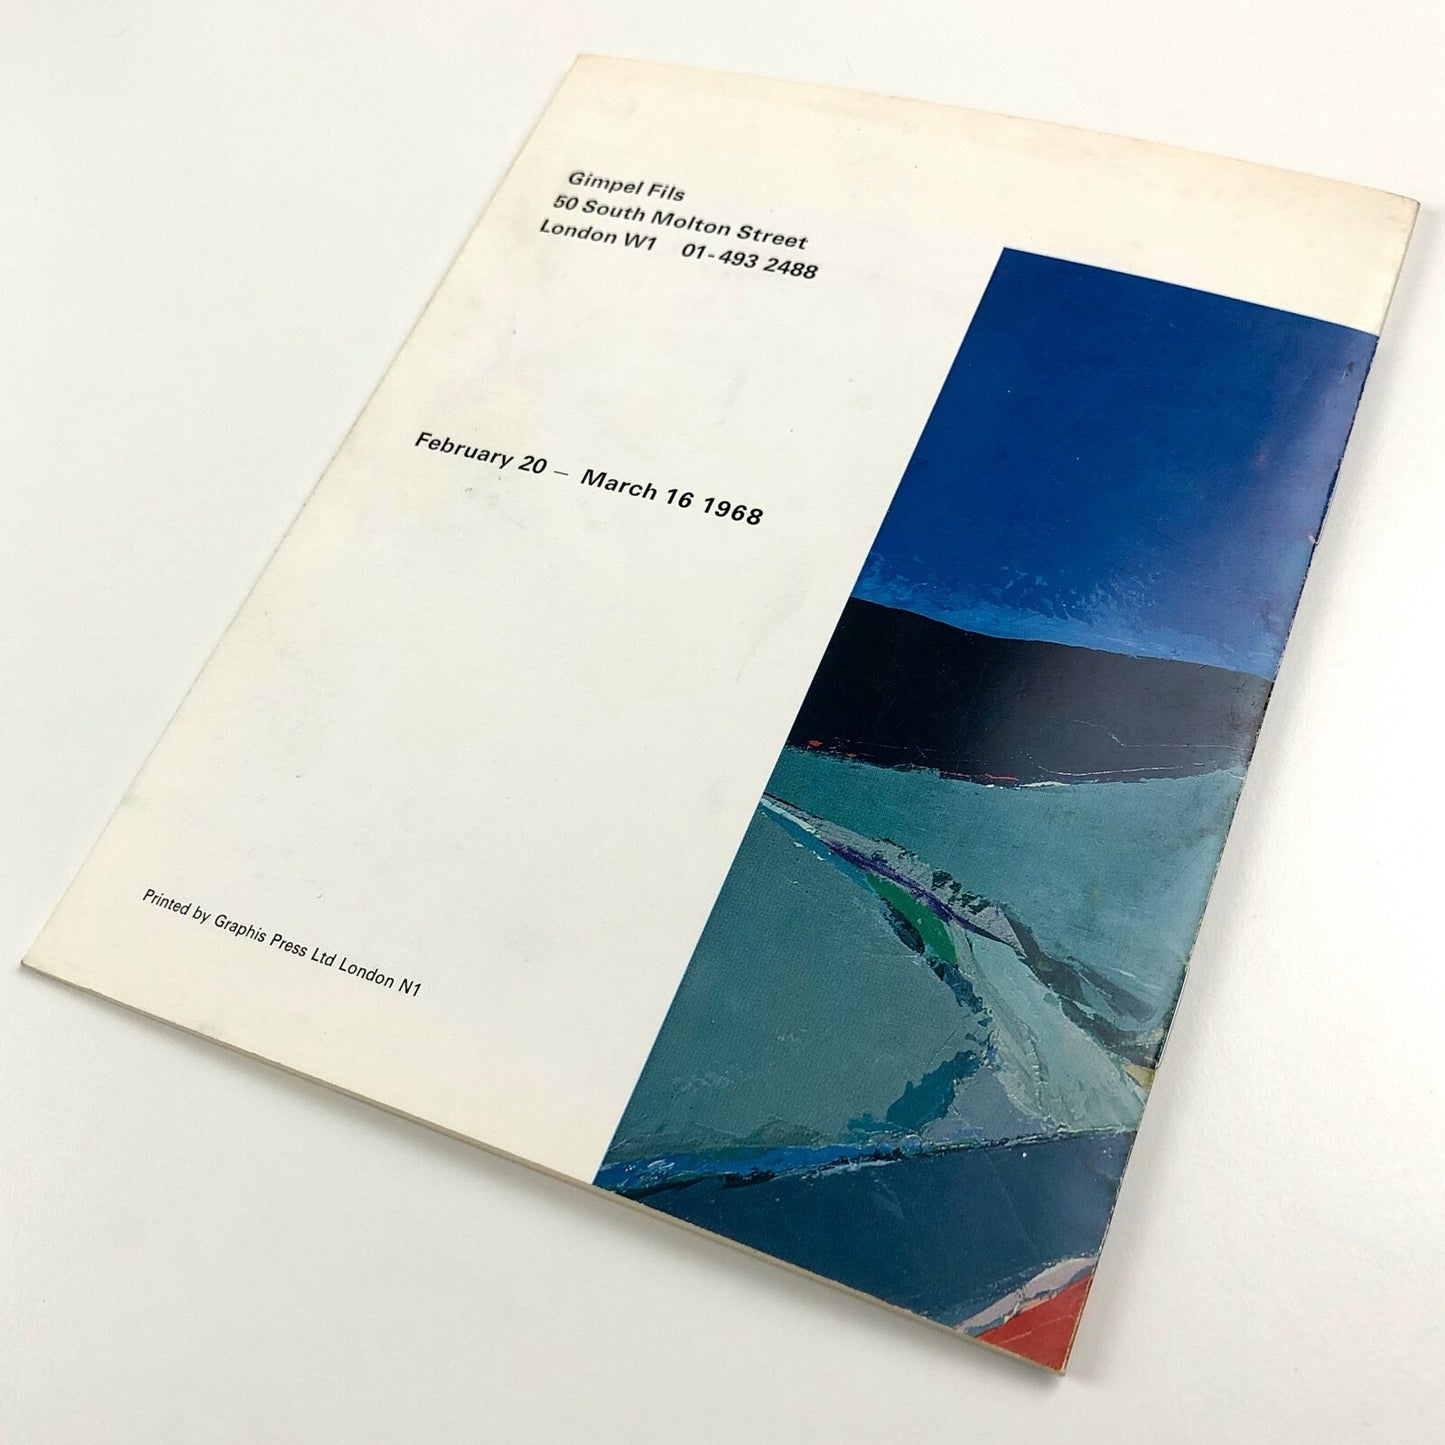 Gimpel Fils
50 South Molton Street
London W1 01-493 2488
February 20 – March 16 1968
Printed by Graphis Press Ltd London N1